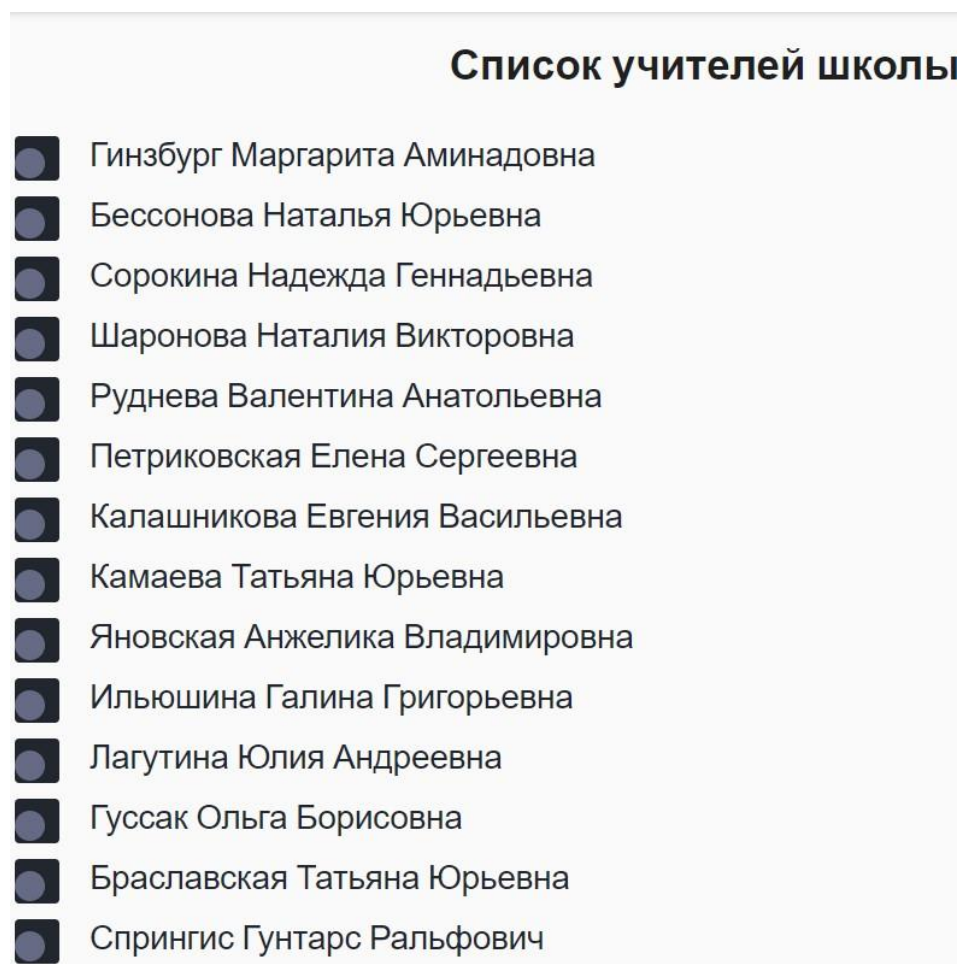 Список учителей школы
Гинзбург Маргарита Аминадовна
Бессонова Наталья Юрьевна
Сорокина Надежда Геннадьевна
Шаронова Наталия Викторовна
Руднева Валентина Анатольевна
Петриковская Елена Сергеевна
Калашникова Евгения Васильевна
Камаева Татьяна Юрьевна
Яновская Анжелика Владимировна
Ильюшина Галина Григорьевна
Лагутина Юлия Андреевна
Гуссак Ольга Борисовна
Браславская Татьяна Юрьевна
Спрингис Гунтарс Ральфович